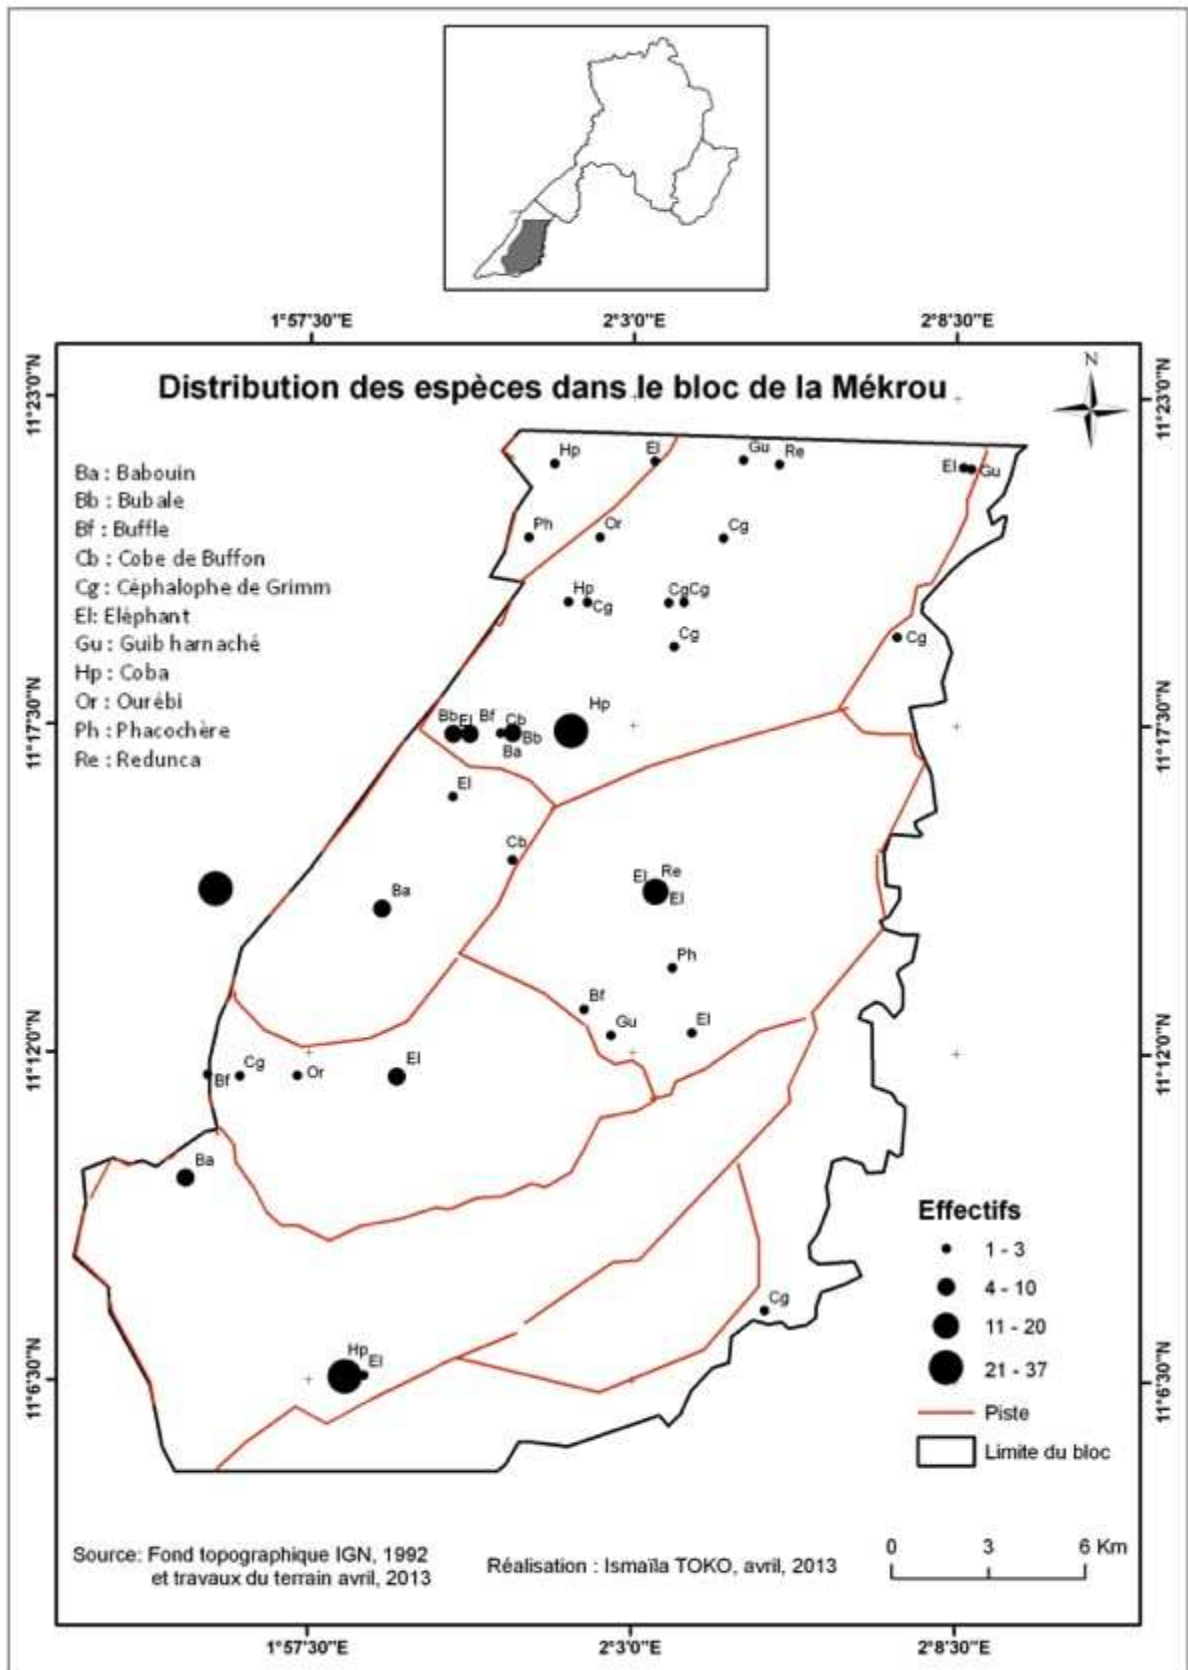 1°57'30"E
2°3'0"E
2°8'30"E
11°23'0"N
11°23'0"N
Distribution des espèces dans le bloc de la Mékrou
N
Ba : Babouin
Bb : Bubale
Bf : Buffle
Cb : Cobe de Buffon
Cg : Céphalophe de Grimm
El: Eléphant
Gu : Guib harnaché
Hp : Coba
Or : Ourébi
Ph : Phacochère
Re : Redunca
Hp
El
Gu
Re
El
Gu
Ph
Or
Cg
Hp
Cg
Cg
Cg
Cg
Cg
11°17'30"N
11°17'30"N
Bb
El
Bf
Cb
Bb
Ba
Hp
El
Cb
Ba
El
Re
El
Ph
Bf
Gu
El
11°12'0"N
11°12'0"N
Bf
Cg
Or
El
Ba
Cg
Hp
El
11°6'30"N
11°6'30"N
Effectifs
1 - 3
4 - 10
11 - 20
21 - 37
Piste
Limite du bloc
Source: Fond topographique IGN, 1992
et travaux du terrain avril, 2013
Réalisation : Ismaïla TOKO, avril, 2013
0 3 6 Km
1°57'30"E
2°3'0"E
2°8'30"E